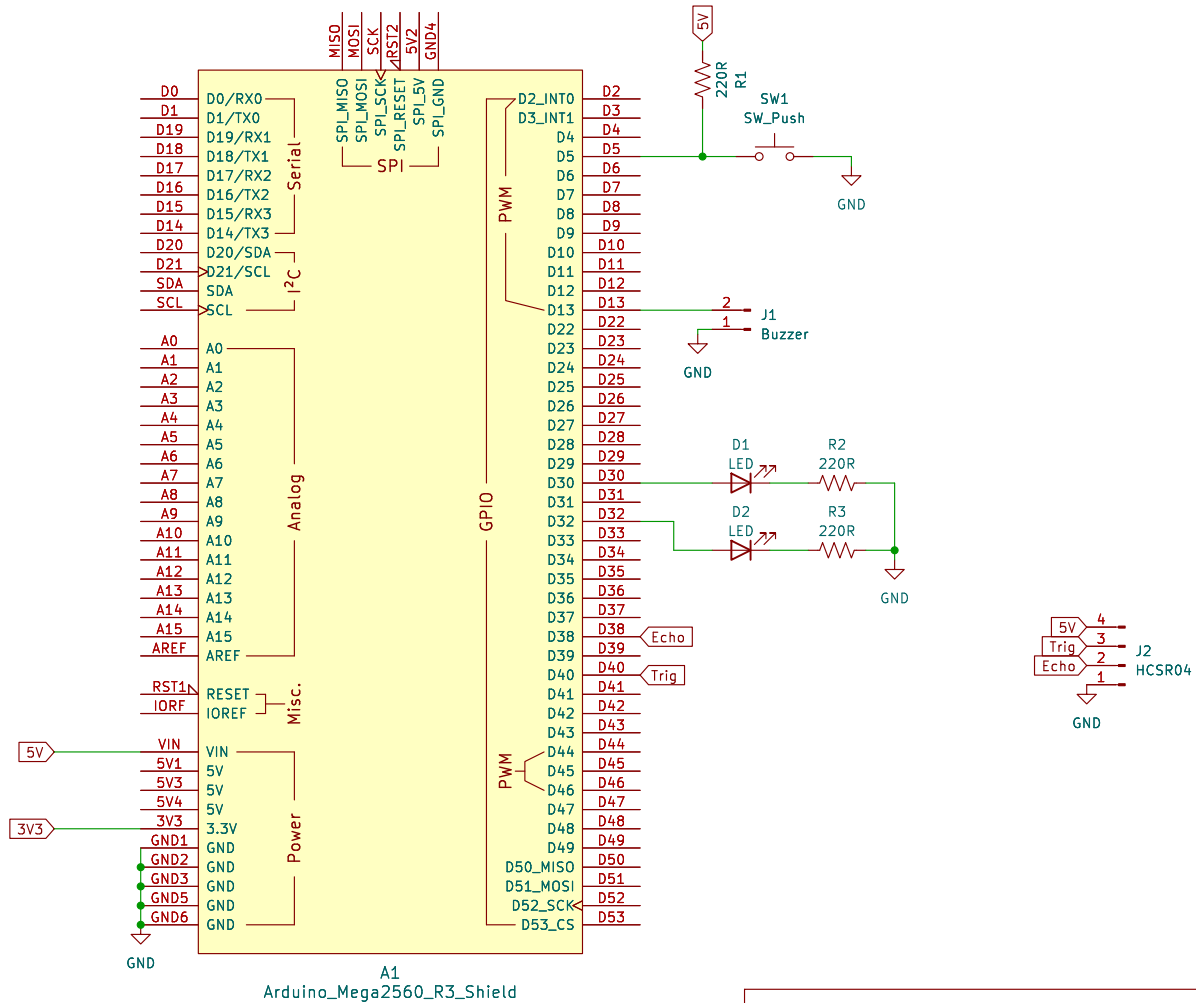 MISO
MOSI
SCK
RST2
5V2
GND4
SPI_MISO
SPI_MOSI
SPI_SCK
SPI_RESET
SPI_5V
SPI_GND
SPI
D0 D0/RX0
D1 D1/TX0
D19 D19/RX1
D18 D18/TX1
D17 D17/RX2
D16 D16/TX2
D15 D15/RX3
D14 D14/TX3
Serial
D20 D20/SDA
D21 D21/SCL
SDA SDA
SCL SCL
I²C
A0 A0
A1 A1
A2 A2
A3 A3
A4 A4
A5 A5
A6 A6
A7 A7
A8 A8
A9 A9
A10 A10
A11 A11
A12 A12
A13 A13
A14 A14
A15 A15
AREF AREF
Analog
RST1 RESET
IORF IOREF
Misc.
5V VIN VIN
5V1 5V
5V3 5V
5V4 5V
3V3 3V3 3.3V
GND1 GND
GND2 GND
GND3 GND
GND5 GND
GND6 GND
Power
GND
GPIO
PWM
D2_INT0 D2
D3_INT1 D3
D4 D4
D5 D5
D6 D6
D7 D7
D8 D8
D9 D9
D10 D10
D11 D11
D12 D12
D13 D13
D22 D22
D23 D23
D24 D24
D25 D25
D26 D26
D27 D27
D28 D28
D29 D29
D30 D30
D31 D31
D32 D32
D33 D33
D34 D34
D35 D35
D36 D36
D37 D37
D38 D38 Echo
D39 D39
D40 D40 Trig
D41 D41
D42 D42
D43 D43
PWM
D44 D44
D45 D45
D46 D46
D47 D47
D48 D48
D49 D49
D50_MISO D50
D51_MOSI D51
D52_SCK D52
D53_CS D53
A1
Arduino_Mega2560_R3_Shield
5V
220R
R1
SW1
SW_Push
GND
2
1
J1
Buzzer
GND
D1
LED
R2
220R
D2
LED
R3
220R
GND
5V 4
Trig 3
Echo 2
1
J2
HCSR04
GND